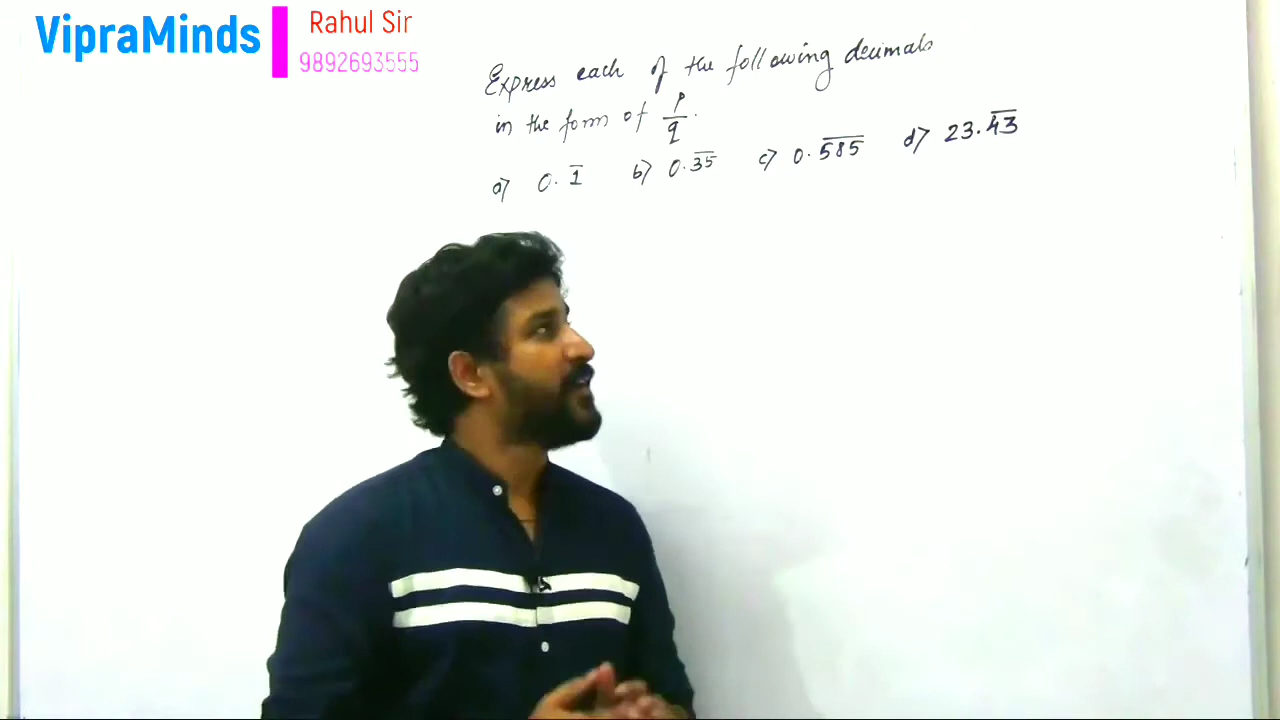 VipraMinds
Rahul Sir
9892693555
Express each of the following decimals
in the form of p/q.
a) 0.1̅ b) 0.3̅5̅ c) 0.5̅8̅5̅ d) 23.4̅3̅